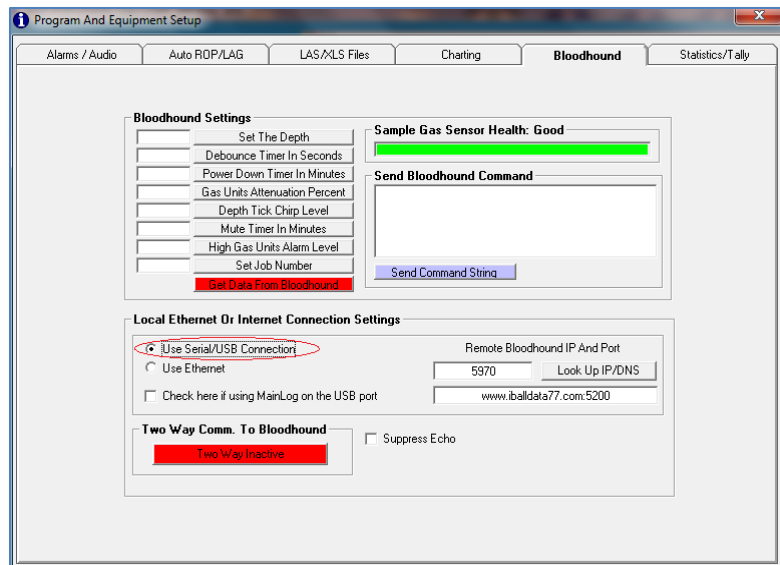 Program And Equipment Setup
Alarms / Audio
Auto ROP/LAG
LAS/XLS Files
Charting
Bloodhound
Statistics/Tally
Bloodhound Settings
Set The Depth
Debounce Timer In Seconds
Power Down Timer In Minutes
Gas Units Attenuation Percent
Depth Tick Chirp Level
Mute Timer In Minutes
High Gas Units Alarm Level
Set Job Number
Get Data From Bloodhound
Sample Gas Sensor Health: Good
Send Bloodhound Command
Send Command String
Local Ethernet Or Internet Connection Settings
Use Serial/USB Connection
Use Ethernet
Check here if using MainLog on the USB port
Remote Bloodhound IP And Port
5970
Look Up IP/DNS
www.iballdata77.com:5200
Two Way Comm. To Bloodhound
Two Way Inactive
Suppress Echo